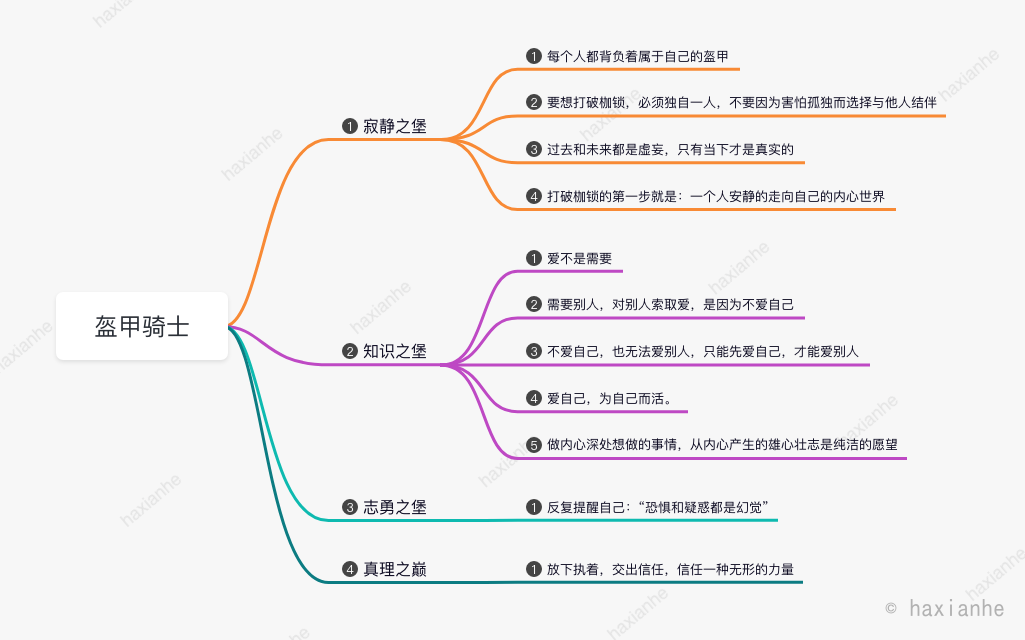 盔甲骑士
① 寂静之堡
① 每个人都背负着属于自己的盔甲
② 要想打破枷锁，必须独自一人，不要因为害怕孤独而选择与他人结伴
③ 过去和未来都是虚妄，只有当下才是真实的
④ 打破枷锁的第一步就是：一个人安静的走向自己的内心世界
② 知识之堡
① 爱不是需要
② 需要别人，对别人索取爱，是因为不爱自己
③ 不爱自己，也无法爱别人，只能先爱自己，才能爱别人
④ 爱自己，为自己而活。
⑤ 做内心深处想做的事情，从内心产生的雄心壮志是纯洁的愿望
③ 志勇之堡
① 反复提醒自己：“恐惧和疑惑都是幻觉”
④ 真理之巅
① 放下执着，交出信任，信任一种无形的力量
© haxianhe
haxianhe
haxianhe
haxianhe
haxianhe
haxianhe
haxianhe
haxianhe
haxianhe
haxianhe
haxianhe
haxianhe
haxianhe